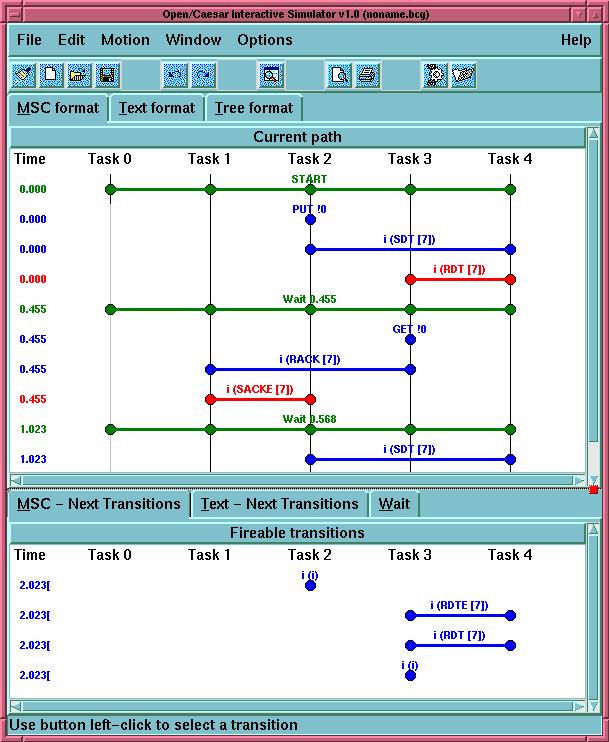 Open/Caesar Interactive Simulator v1.0 (noname.bcg)
File Edit Motion Window Options Help
MSC format Text format Tree format
Current path
Time Task 0 Task 1 Task 2 Task 3 Task 4
START
0.000
PUT !0
0.000
i (SDT [7])
0.000
i (RDT [7])
0.000
Wait 0.455
0.455
GET !0
0.455
i (RACK [7])
0.455
i (SACKE [7])
0.455
Wait 0.568
1.023
i (SDT [7])
1.023
MSC – Next Transitions Text – Next Transitions Wait
Fireable transitions
Time Task 0 Task 1 Task 2 Task 3 Task 4
i (i)
2.023[
i (RDTE [7])
2.023[
i (RDT [7])
2.023[
i (i)
2.023[
Use button left–click to select a transition